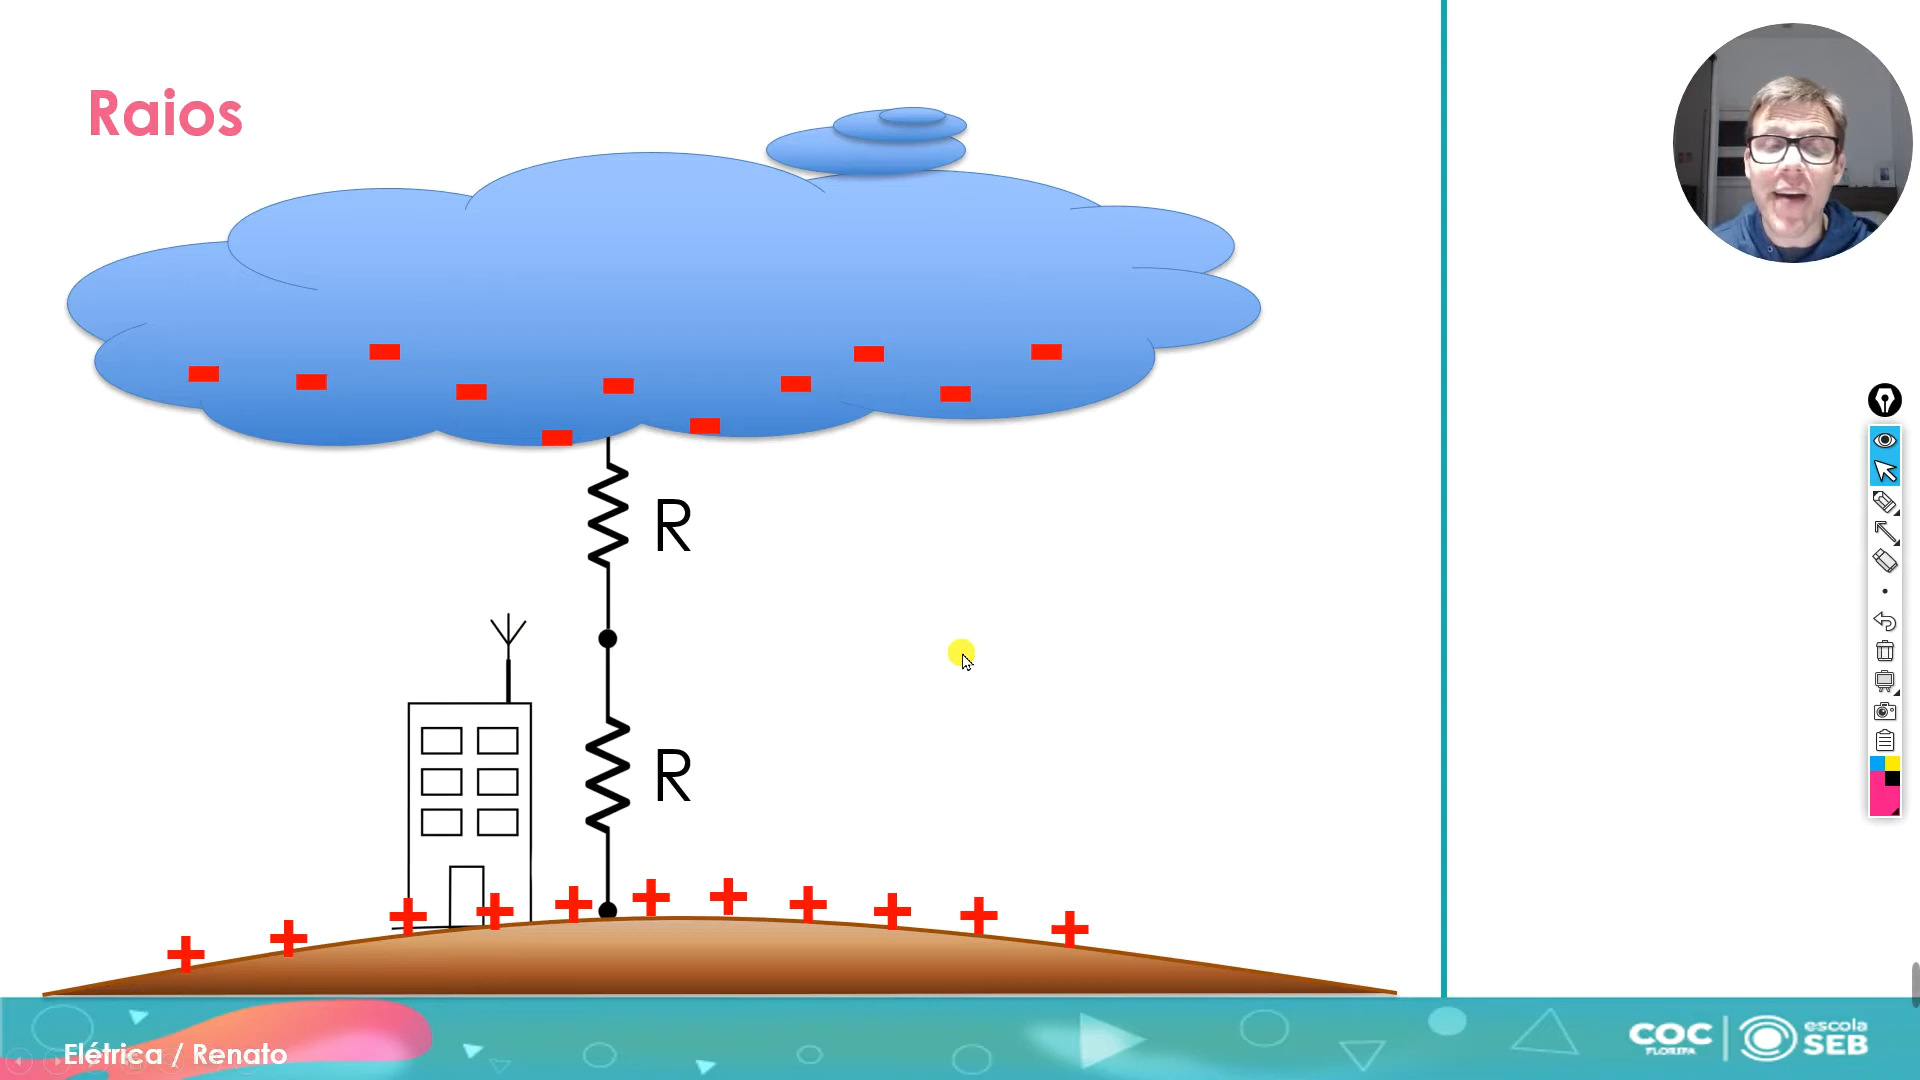 Raios
R
R
Elétrica / Renato
COC
FLORIPA
escola
SEB